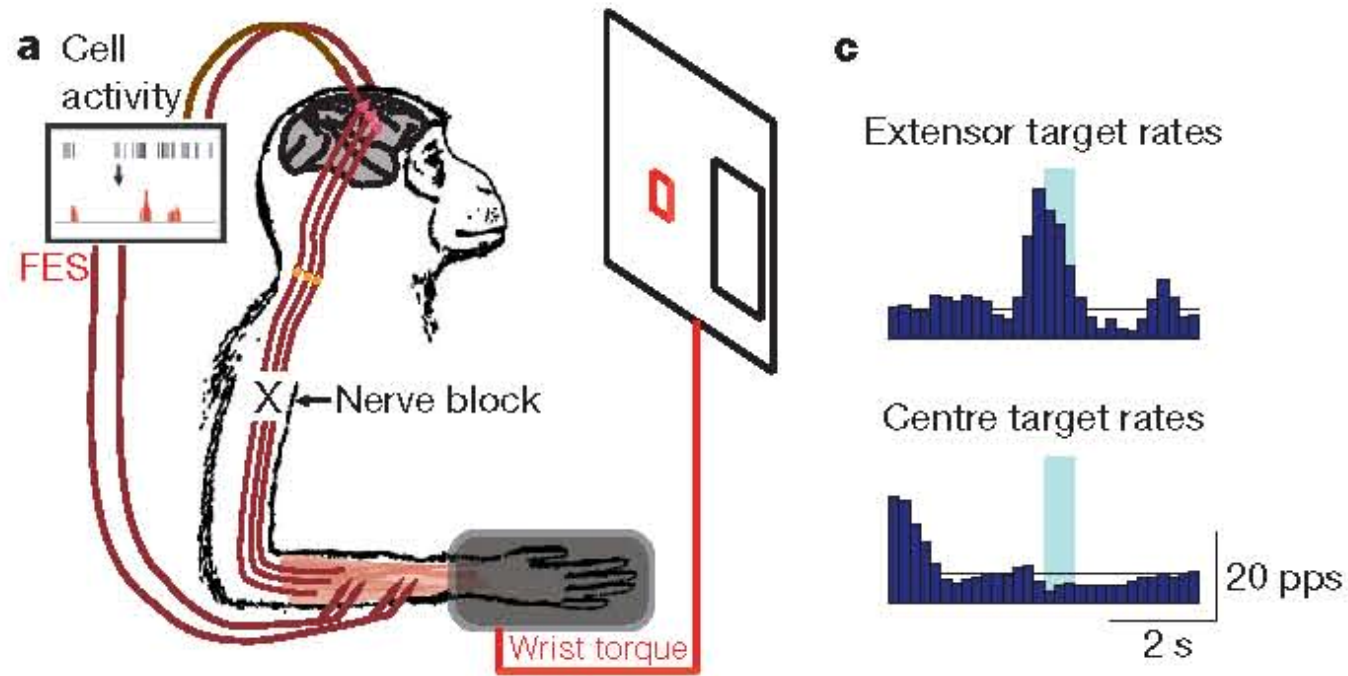 a Cell
activity
FES
X
Nerve block
Wrist torque
c
Extensor target rates
Centre target rates
20 pps
2 s